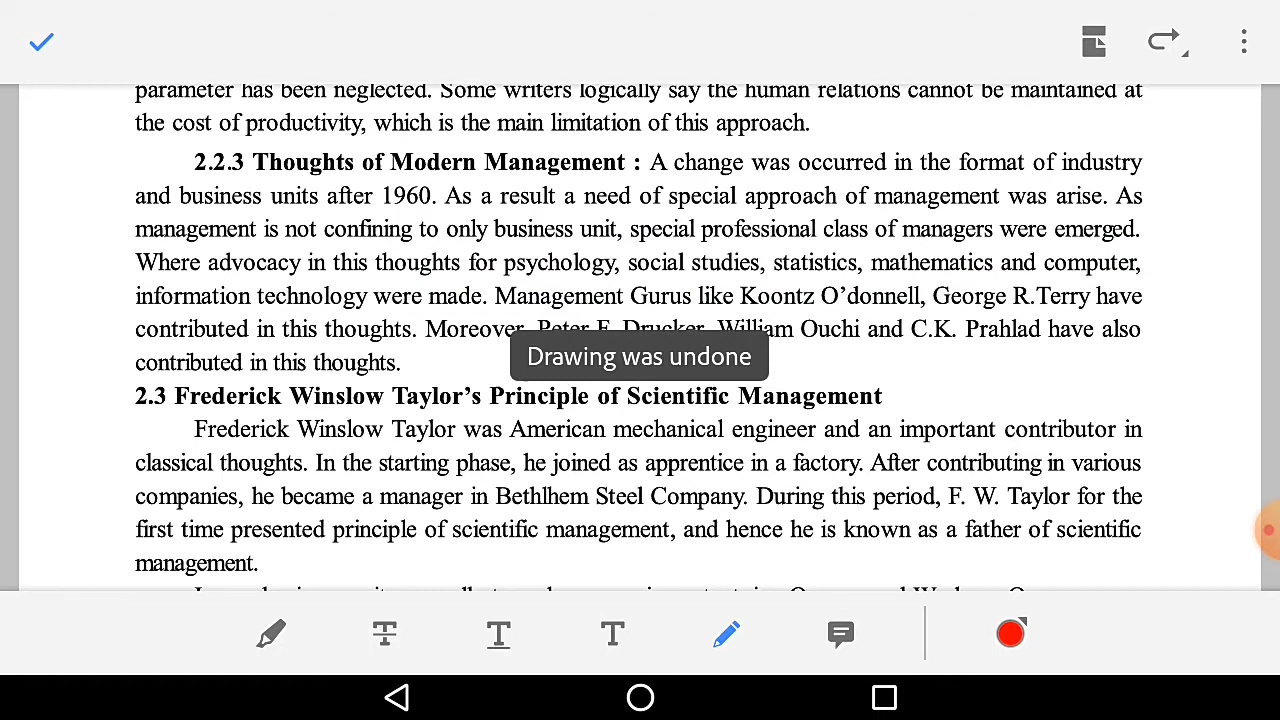 parameter has been neglected. Some writers logically say the human relations cannot be maintained at
the cost of productivity, which is the main limitation of this approach.
2.2.3 Thoughts of Modern Management : A change was occurred in the format of industry
and business units after 1960. As a result a need of special approach of management was arise. As
management is not confining to only business unit, special professional class of managers were emerged.
Where advocacy in this thoughts for psychology, social studies, statistics, mathematics and computer,
information technology were made. Management Gurus like Koontz O’donnell, George R.Terry have
contributed in this thoughts. Moreover, Peter F. Drucker, William Ouchi and C.K. Prahlad have also
contributed in this thoughts.
Drawing was undone
2.3 Frederick Winslow Taylor’s Principle of Scientific Management
Frederick Winslow Taylor was American mechanical engineer and an important contributor in
classical thoughts. In the starting phase, he joined as apprentice in a factory. After contributing in various
companies, he became a manager in Bethlhem Steel Company. During this period, F. W. Taylor for the
first time presented principle of scientific management, and hence he is known as a father of scientific
management.